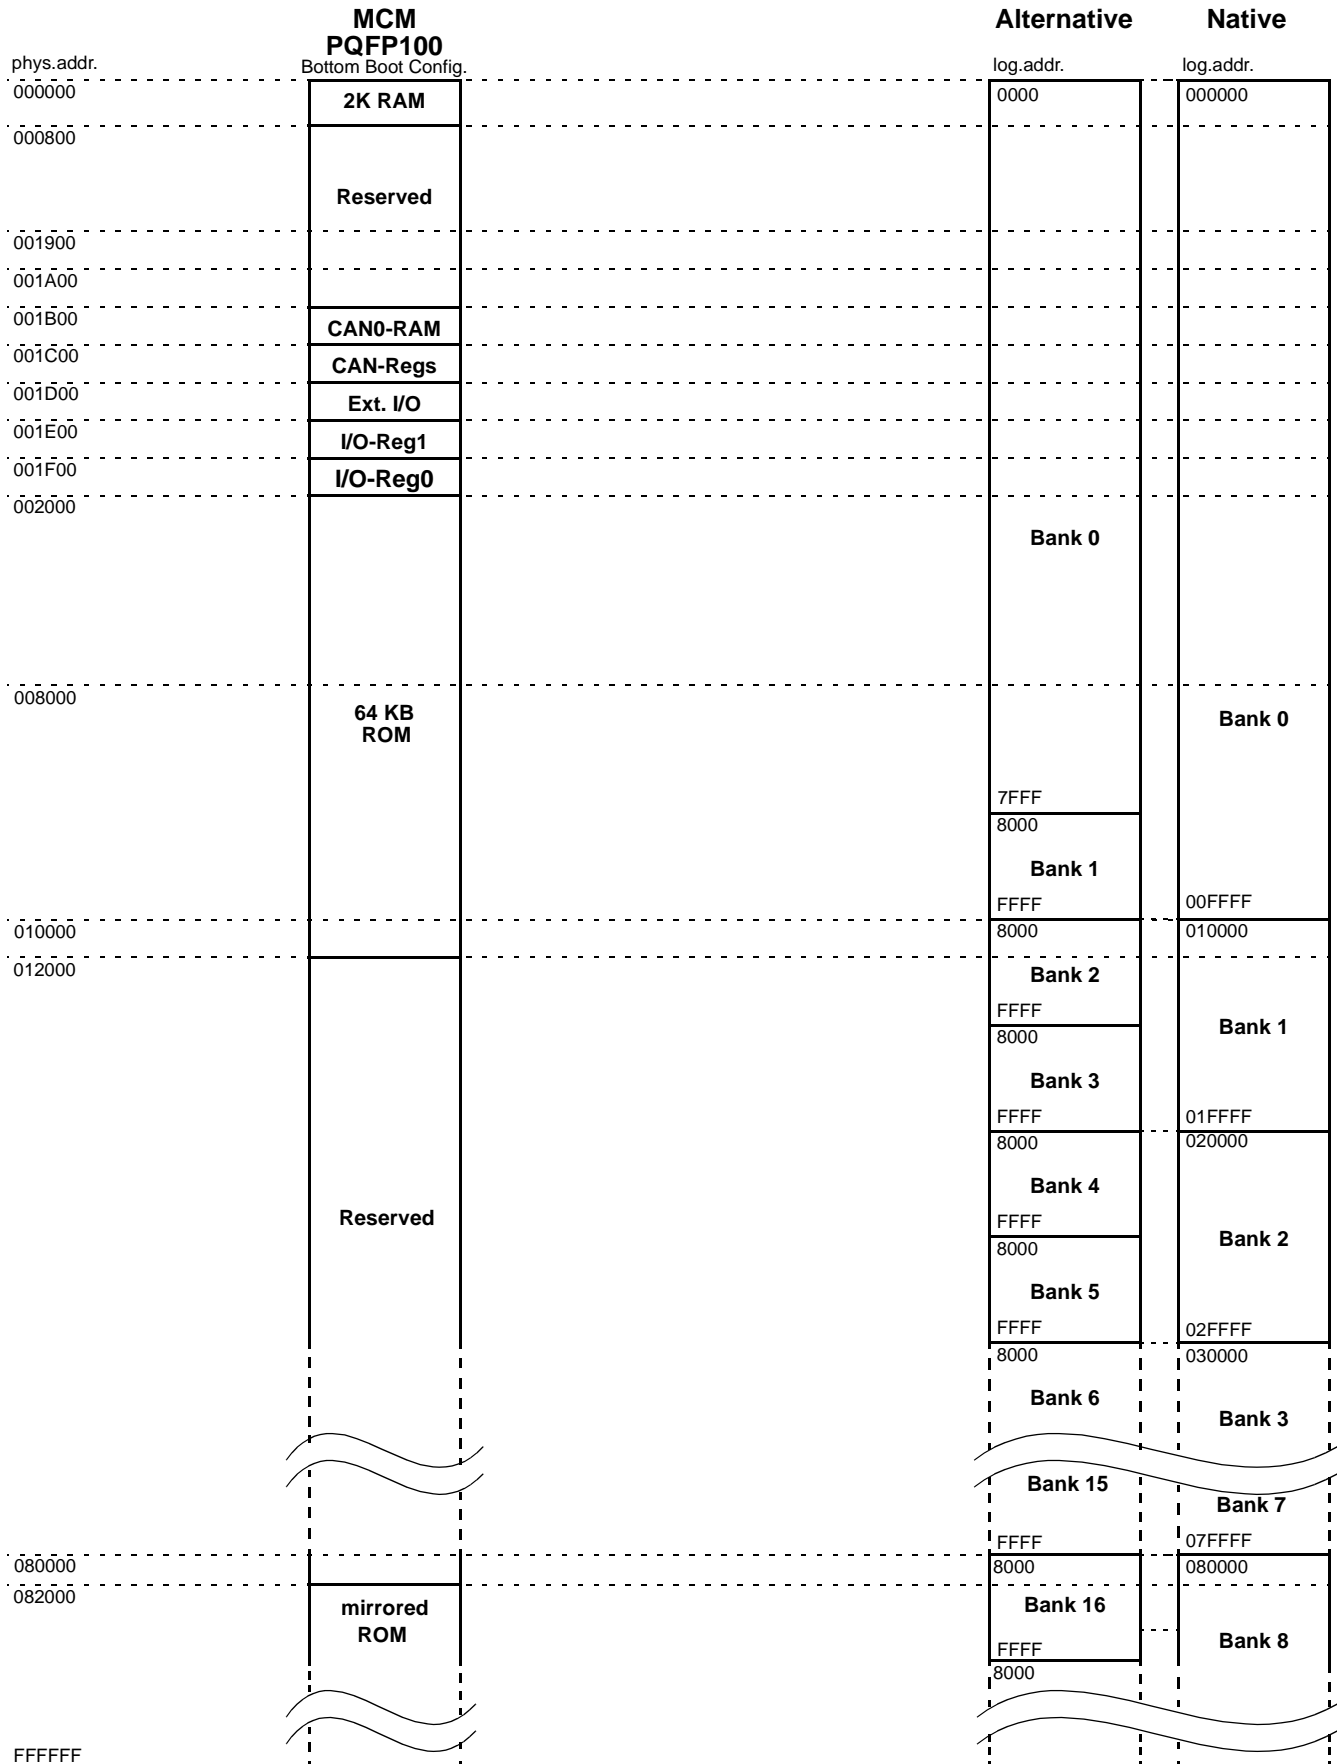 MCM
PQFP100
Bottom Boot Config.
Alternative
Native
phys.addr.
log.addr.
log.addr.
000000
2K RAM
0000
000000
000800
Reserved
001900
001A00
001B00
CAN0-RAM
001C00
CAN-Regs
001D00
Ext. I/O
001E00
I/O-Reg1
001F00
I/O-Reg0
002000
Bank 0
008000
64 KB
ROM
Bank 0
7FFF
8000
Bank 1
FFFF
00FFFF
010000
8000
010000
012000
Bank 2
FFFF
8000
Bank 1
Bank 3
FFFF
01FFFF
8000
020000
Bank 4
Reserved
FFFF
8000
Bank 2
Bank 5
FFFF
02FFFF
8000
030000
Bank 6
Bank 3
Bank 15
Bank 7
FFFF
07FFFF
080000
8000
080000
082000
mirrored
ROM
Bank 16
Bank 8
FFFF
8000
FFFFFF